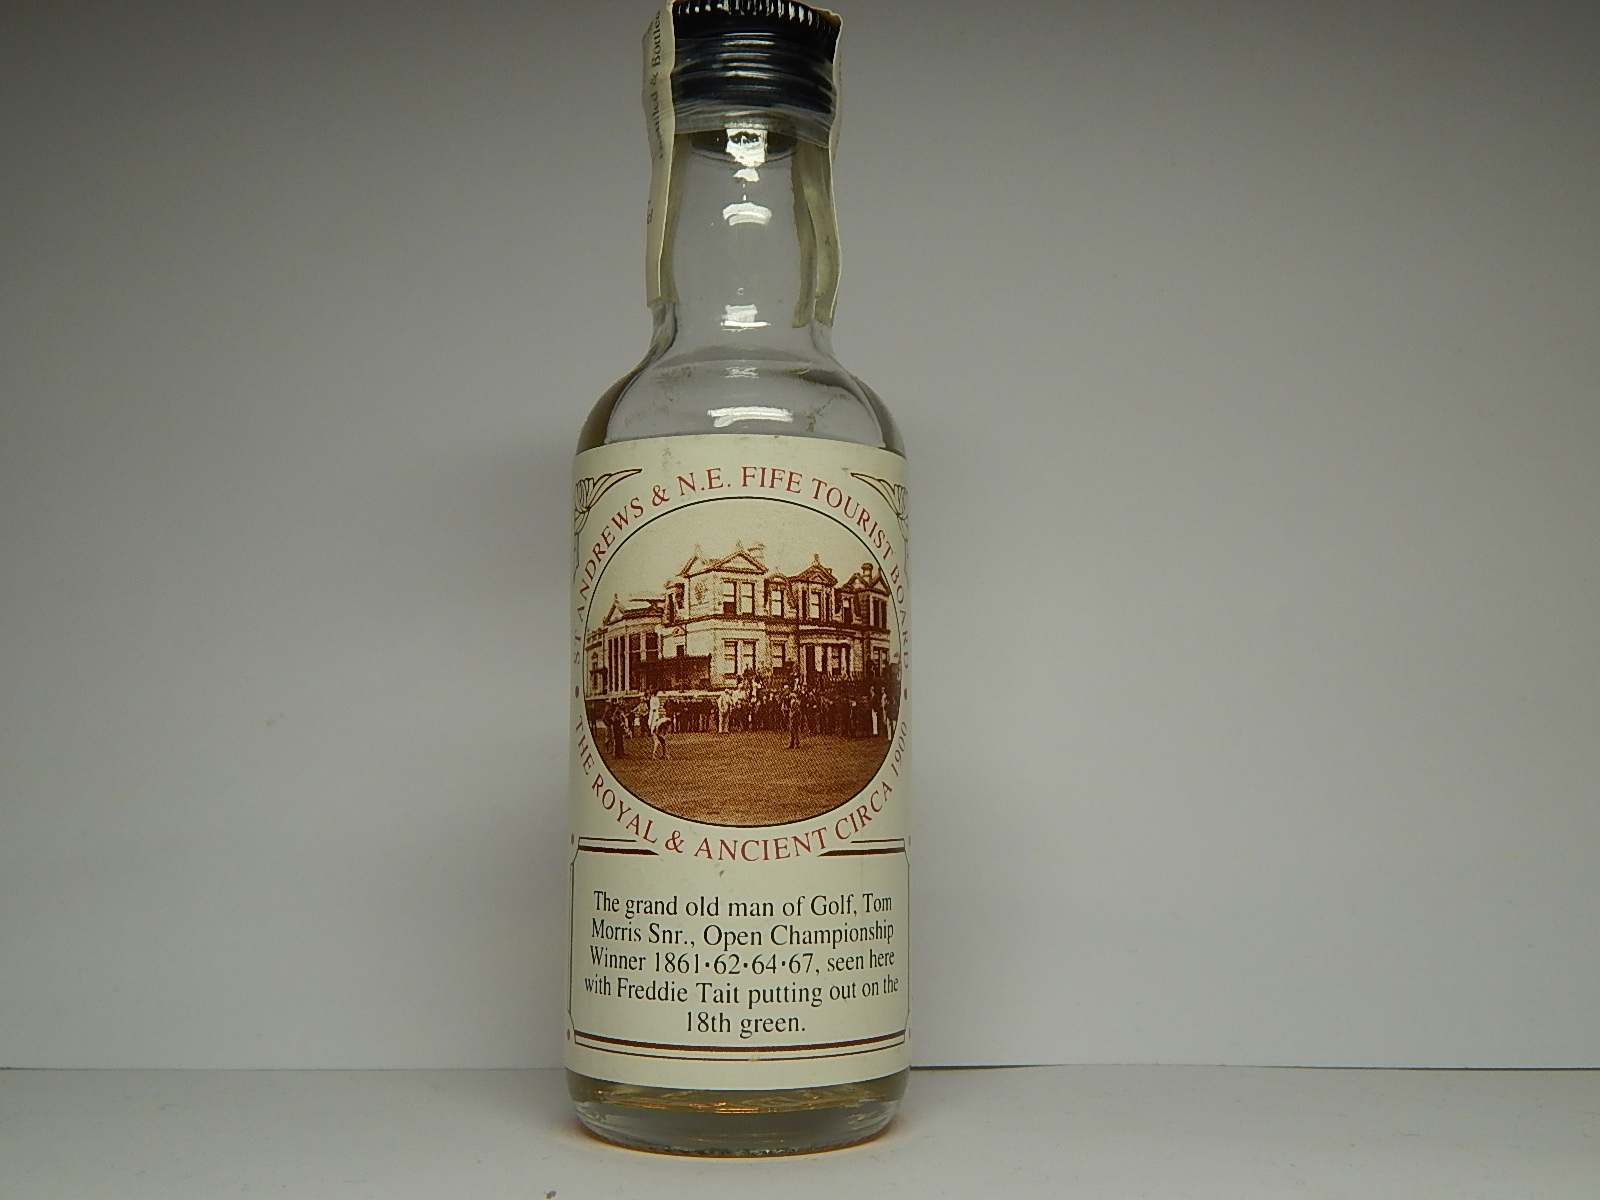 & Bottled
ST ANDREWS & N.E. FIFE TOURIST BOARD
THE ROYAL & ANCIENT CIRCA 1900
The grand old man of Golf, Tom
Morris Snr., Open Championship
Winner 1861·62·64·67, seen here
with Freddie Tait putting out on the
18th green.